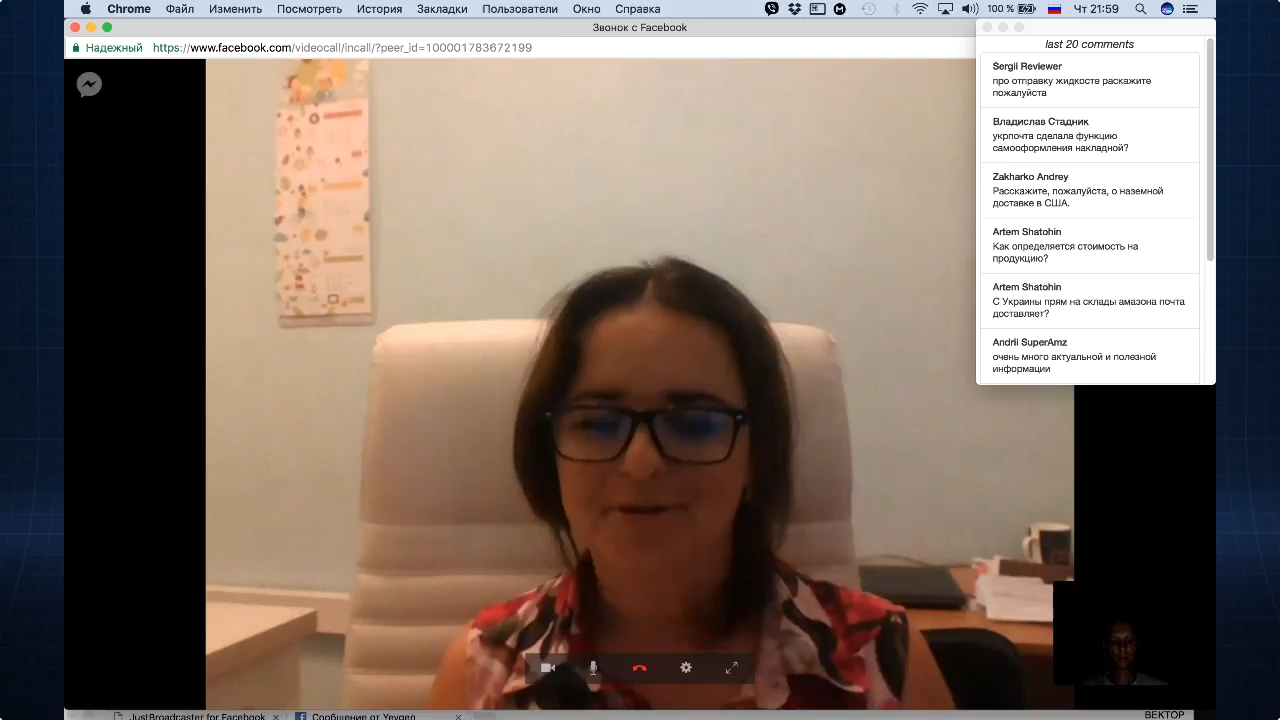 Chrome Файл Изменить Посмотреть История Закладки Пользователи Окно Справка 100 % Чт 21:59
Звонок с Facebook
Надежный https://www.facebook.com/videocall/incall/?peer_id=100001783672199
last 20 comments
Sergii Reviewer
про отправку жидкосте раскажите
пожалуйста
Владислав Стадник
укрпочта сделала функцию
самооформления накладной?
Zakharko Andrey
Расскажите, пожалуйста, о наземной
доставке в США.
Artem Shatohin
Как определяется стоимость на
продукцию?
Artem Shatohin
С Украины прям на склады амазона почта
доставляет?
Andrii SuperAmz
очень много актуальной и полезной
информации
JustBroadcaster for Facebook Сообщение от Yevgen ВЕКТОР